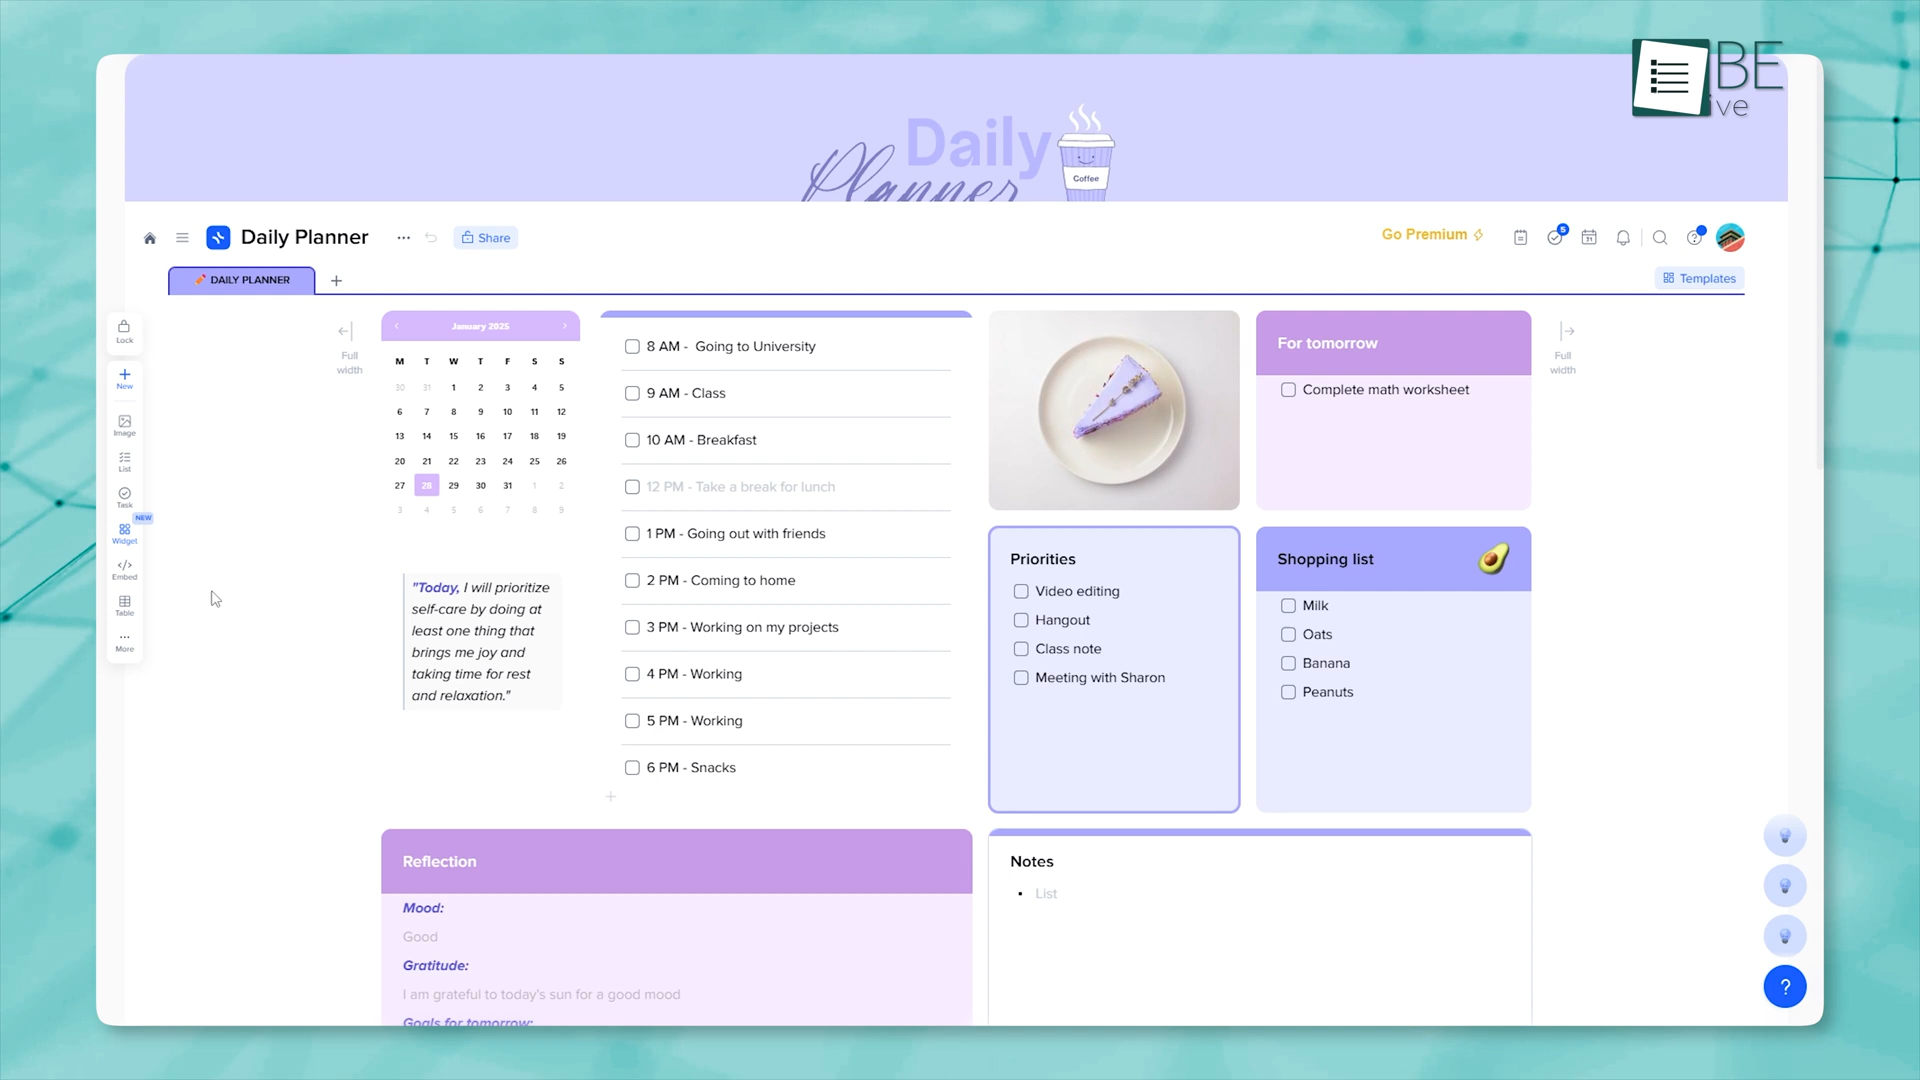 BE
ive
Daily
Planner
Coffee
Daily Planner
Share
Go Premium
5
31
?
DAILY PLANNER
Templates
Lock
New
Image
List
Task
NEW
Widget
Embed
Table
More
Full
width
January 2025
M T W T F S S
30 31 1 2 3 4 5
6 7 8 9 10 11 12
13 14 15 16 17 18 19
20 21 22 23 24 25 26
27 28 29 30 31 1 2
3 4 5 6 7 8 9
"Today, I will prioritize
self-care by doing at
least one thing that
brings me joy and
taking time for rest
and relaxation."
8 AM -  Going to University
9 AM - Class
10 AM - Breakfast
12 PM - Take a break for lunch
1 PM - Going out with friends
2 PM - Coming to home
3 PM - Working on my projects
4 PM - Working
5 PM - Working
6 PM - Snacks
For tomorrow
Complete math worksheet
Full
width
Priorities
Video editing
Hangout
Class note
Meeting with Sharon
Shopping list
Milk
Oats
Banana
Peanuts
Reflection
Mood:
Good
Gratitude:
I am grateful to today's sun for a good mood
Goals for tomorrow:
Notes
List
?